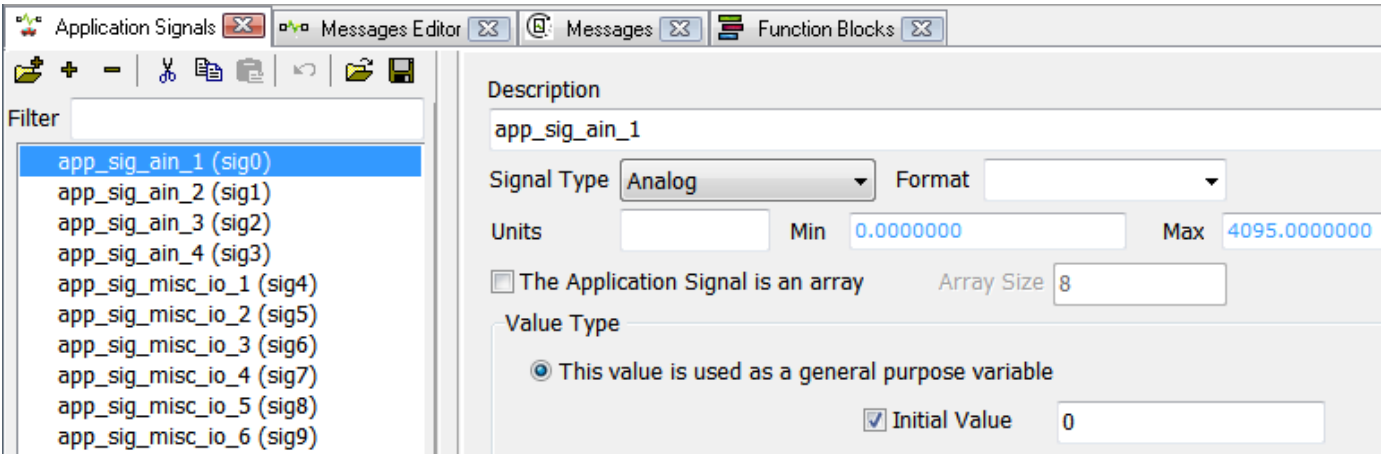 Application Signals Messages Editor Messages Function Blocks
Filter
app_sig_ain_1 (sig0)
app_sig_ain_2 (sig1)
app_sig_ain_3 (sig2)
app_sig_ain_4 (sig3)
app_sig_misc_io_1 (sig4)
app_sig_misc_io_2 (sig5)
app_sig_misc_io_3 (sig6)
app_sig_misc_io_4 (sig7)
app_sig_misc_io_5 (sig8)
app_sig_misc_io_6 (sig9)
Description
app_sig_ain_1
Signal Type Analog Format
Units Min 0.0000000 Max 4095.0000000
The Application Signal is an array Array Size 8
Value Type
This value is used as a general purpose variable
Initial Value 0